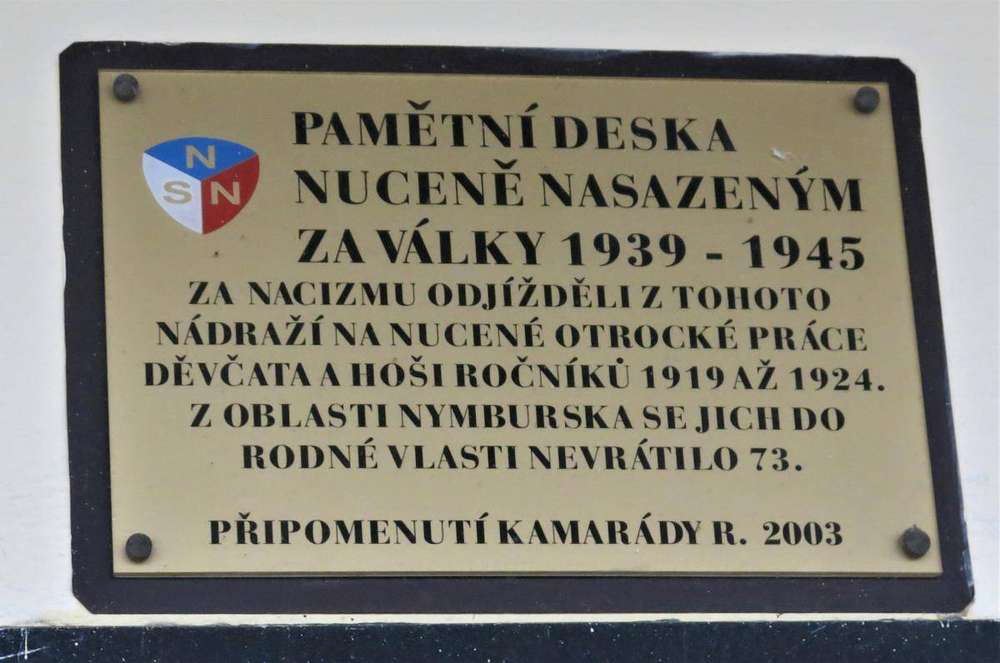 N
S N
PAMĚTNÍ DESKA
NUCENĚ NASAZENÝM
ZA VÁLKY 1939 - 1945
ZA NACIZMU ODJÍŽDĚLI Z TOHOTO
NÁDRAŽÍ NA NUCENÉ OTROCKÉ PRÁCE
DĚVČATA A HOŠI ROČNÍKŮ 1919 AŽ 1924.
Z OBLASTI NYMBURSKA SE JICH DO
RODNÉ VLASTI NEVRÁTILO 73.
PŘIPOMENUTÍ KAMARÁDY R. 2003